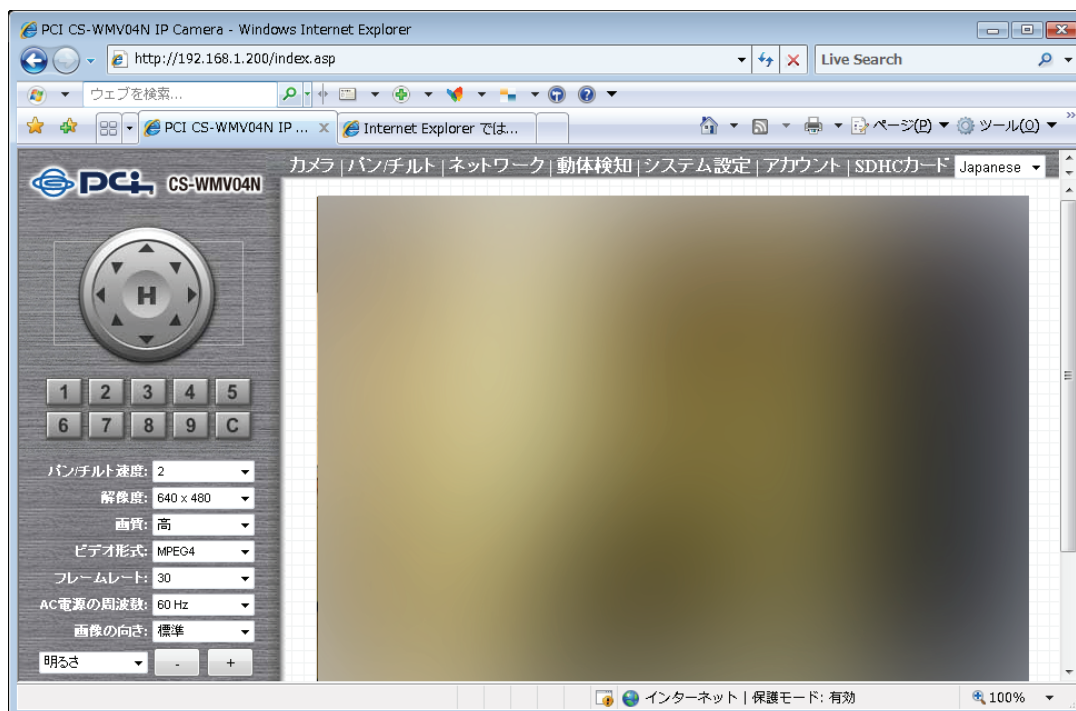 PCI CS-WMV04N IP Camera - Windows Internet Explorer
http://192.168.1.200/index.asp
Live Search
ウェブを検索...
PCI CS-WMV04N IP ...
Internet Explorer では...
ページ(P)
ツール(O)
PCi CS-WMV04N
カメラ|パン/チルト|ネットワーク|動体検知|システム設定|アカウント|SDHCカード
Japanese
H
1 2 3 4 5
6 7 8 9 C
パン/チルト速度: 2
解像度: 640 x 480
画質: 高
ビデオ形式: MPEG4
フレームレート: 30
AC電源の周波数: 60 Hz
画像の向き: 標準
明るさ - +
インターネット | 保護モード: 有効
100%